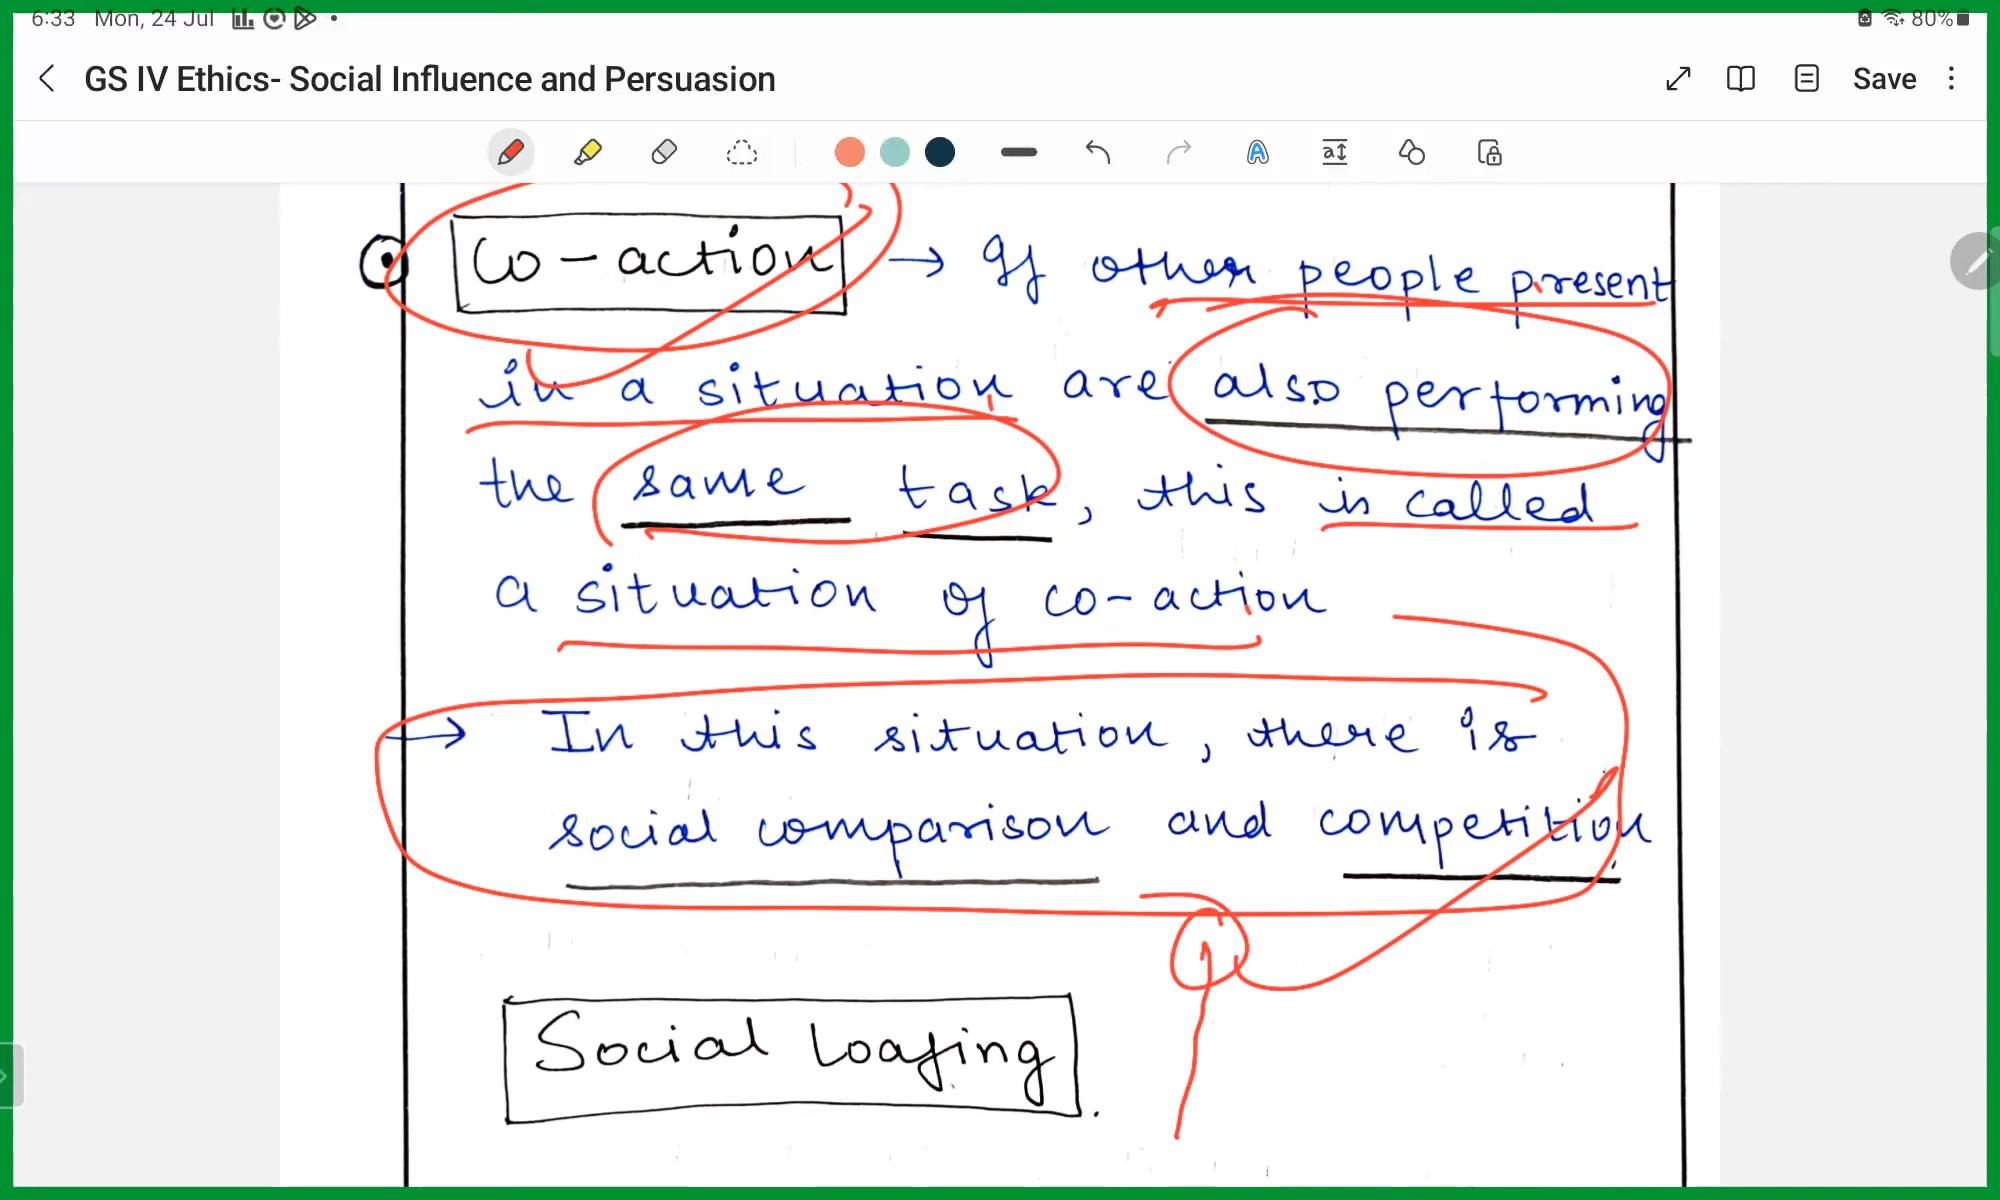 6:33 Mon, 24 Jul 80%
GS IV Ethics- Social Influence and Persuasion Save
Co-action → If other people present
in a situation are also performing
the same task, this is called
a situation of co-action
→ In this situation, there is
social comparison and competition
Social Loafing.